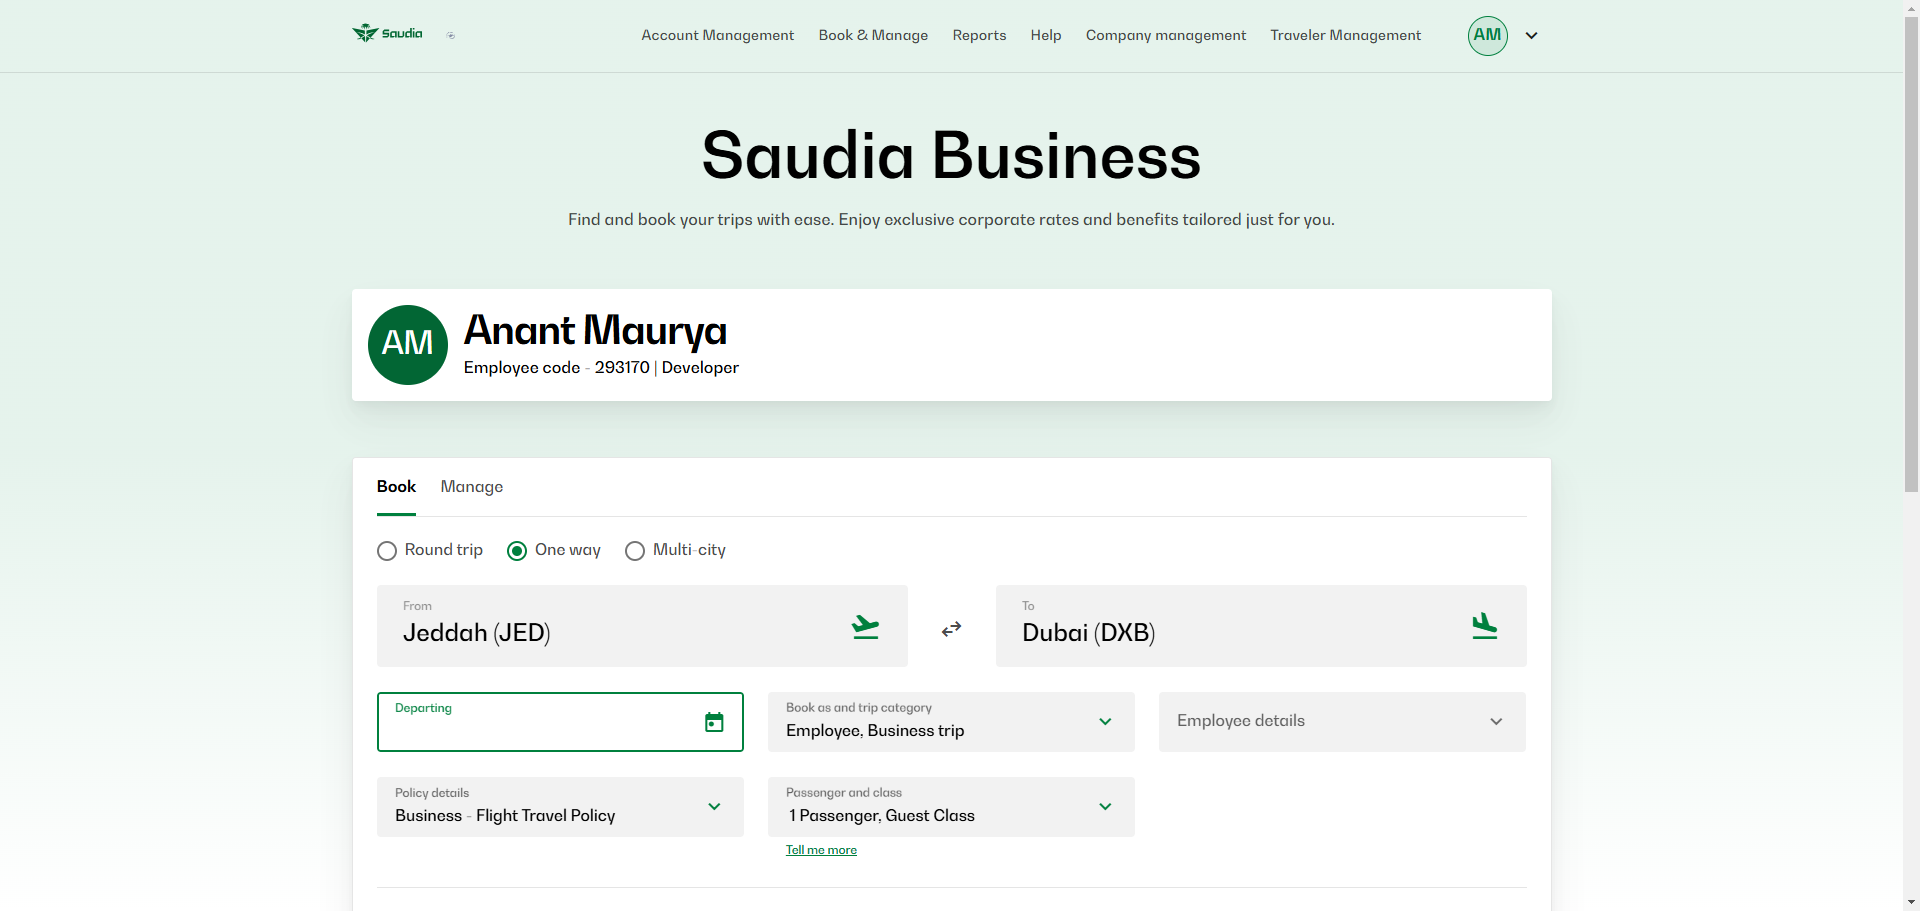 Saudia
Account Management
Book & Manage
Reports
Help
Company management
Traveler Management
AM
Saudia Business
Find and book your trips with ease. Enjoy exclusive corporate rates and benefits tailored just for you.
AM
Anant Maurya
Employee code - 293170 | Developer
Book
Manage
Round trip
One way
Multi-city
From
Jeddah (JED)
To
Dubai (DXB)
Departing
Book as and trip category
Employee, Business trip
Employee details
Policy details
Business - Flight Travel Policy
Passenger and class
1 Passenger, Guest Class
Tell me more